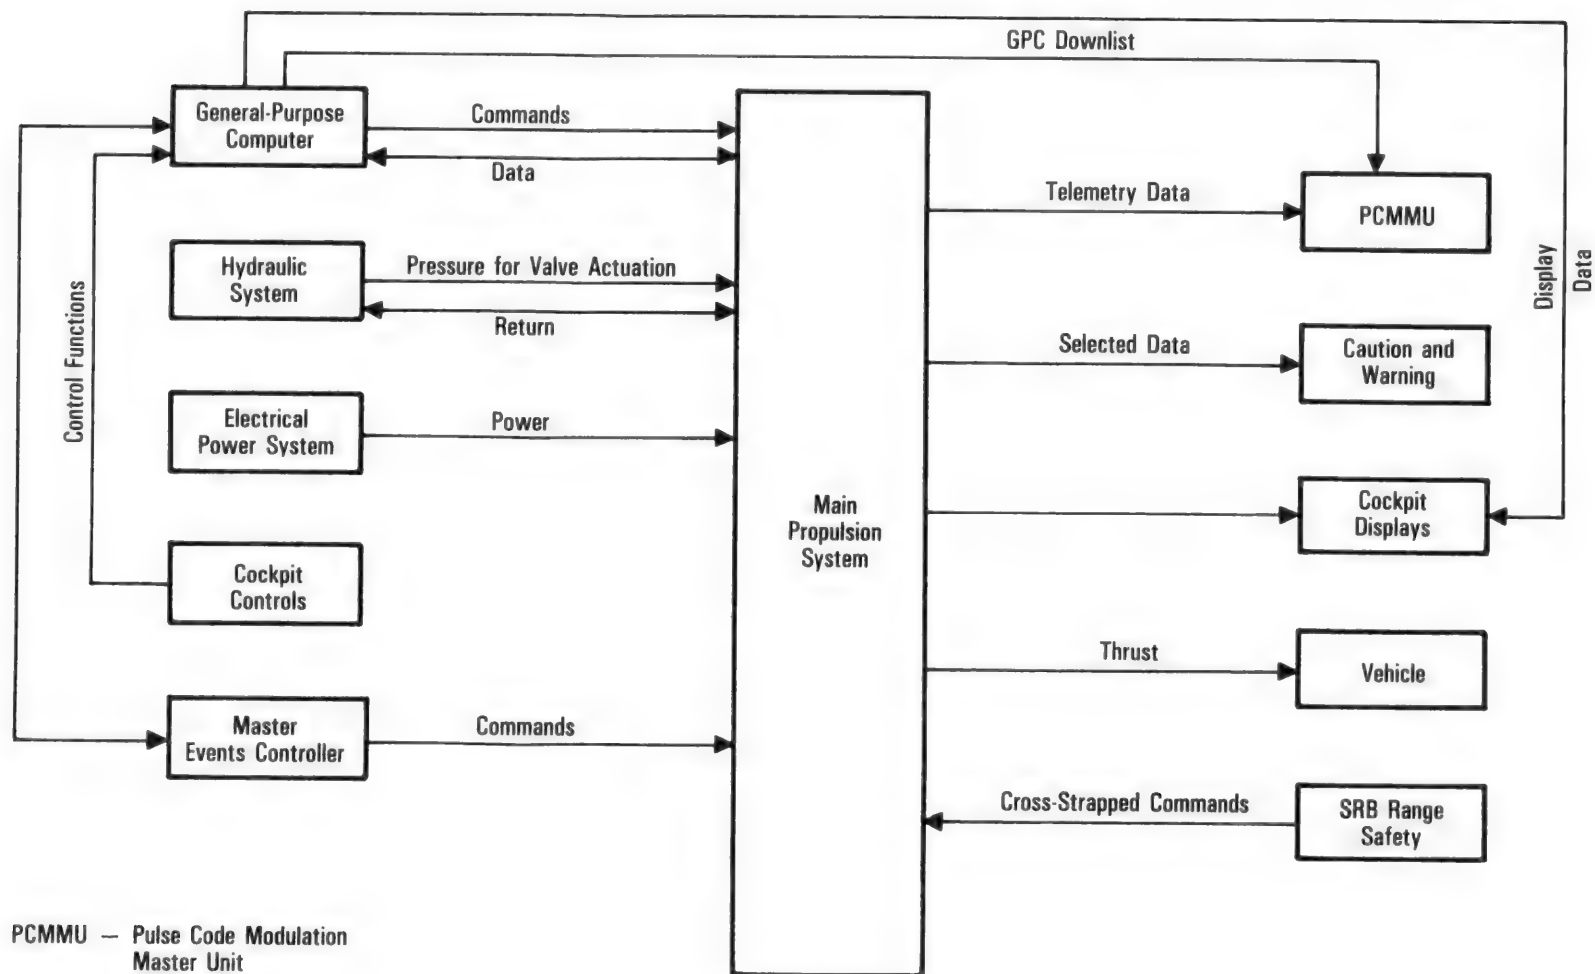 GPC Downlist
General-Purpose
Computer
Commands
Data
Telemetry Data
PCMMU
Hydraulic
System
Pressure for Valve Actuation
Return
Display
Data
Control Functions
Selected Data
Caution and
Warning
Electrical
Power System
Power
Main
Propulsion
System
Cockpit
Displays
Cockpit
Controls
Thrust
Vehicle
Master
Events Controller
Commands
Cross-Strapped Commands
SRB Range
Safety
PCMMU — Pulse Code Modulation
Master Unit